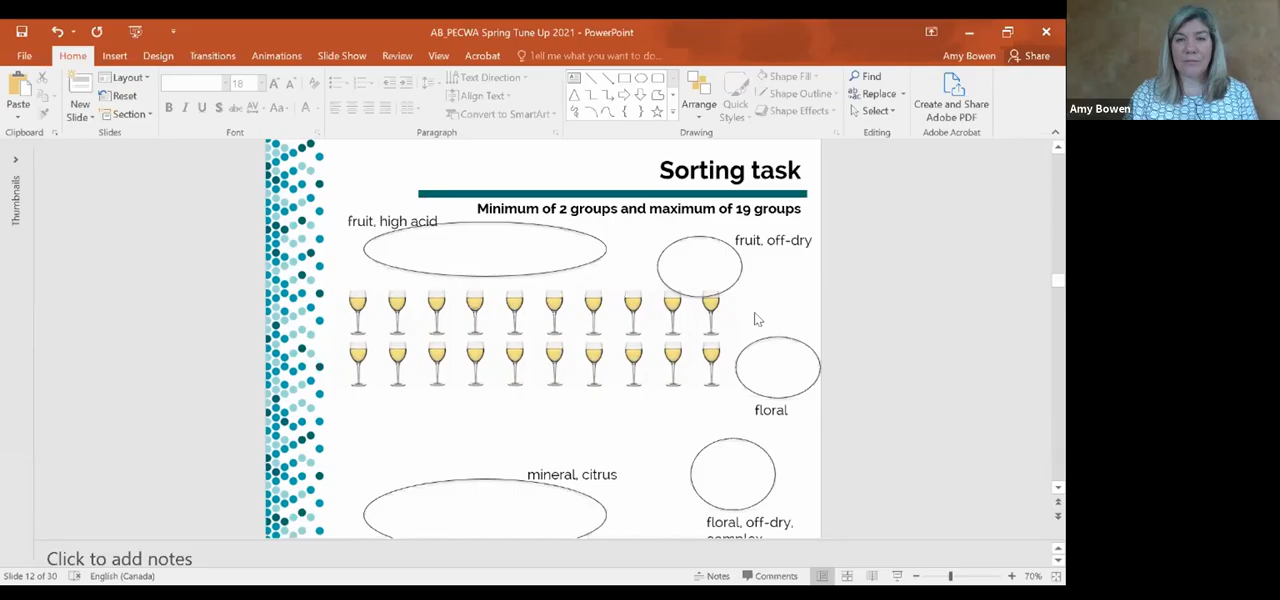 AB_PECWA Spring Tune Up 2021 - PowerPoint
File Home Insert Design Transitions Animations Slide Show Review View Acrobat Tell me what you want to do... Amy Bowen Share
Paste
New Slide
Layout
Reset
Section
18
B I U S abc AV Aa A
Text Direction
Align Text
Convert to SmartArt
Arrange
Quick Styles
Shape Fill
Shape Outline
Shape Effects
Find
Replace
Select
Create and Share Adobe PDF
Clipboard Slides Font Paragraph Drawing Editing Adobe Acrobat
Amy Bowen
Thumbnails
Sorting task
Minimum of 2 groups and maximum of 19 groups
fruit, high acid
fruit, off-dry
floral
mineral, citrus
floral, off-dry,
complex
Click to add notes
Slide 12 of 30 English (Canada) Notes Comments 70%